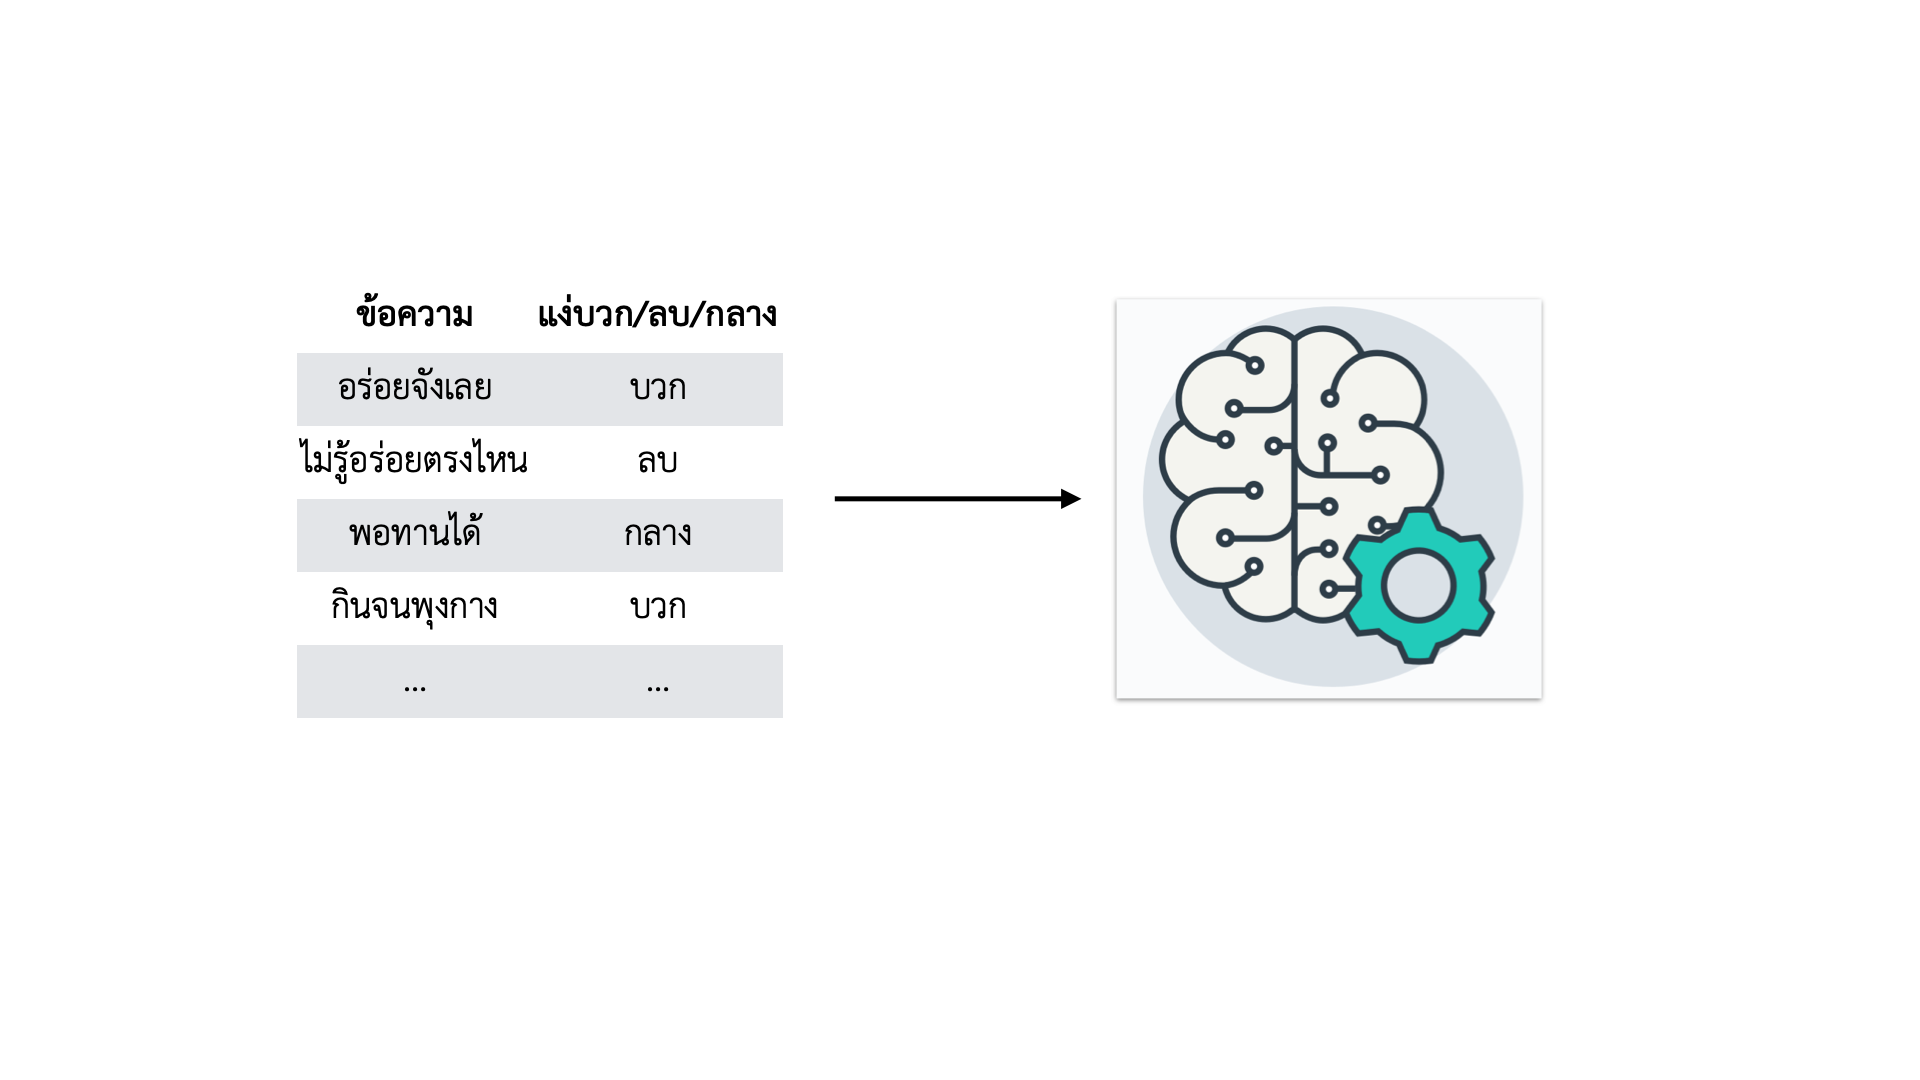 ข้อความ แง่บวก/ลบ/กลาง
อร่อยจังเลย บวก
ไม่รู้อร่อยตรงไหน ลบ
พอทานได้ กลาง
กินจนพุงกาง บวก
... ...